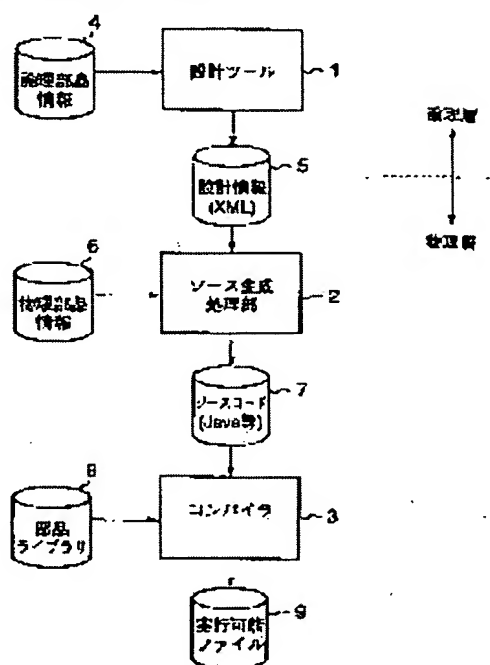 4
論理部品
情報
設計ツール
1
論理層
物理層
5
設計情報
(XML)
6
物理部品
情報
ソース生成
処理部
2
7
ソースコード
(Java等)
8
部品
ライブラリ
コンパイラ
3
実行可能
ファイル
9